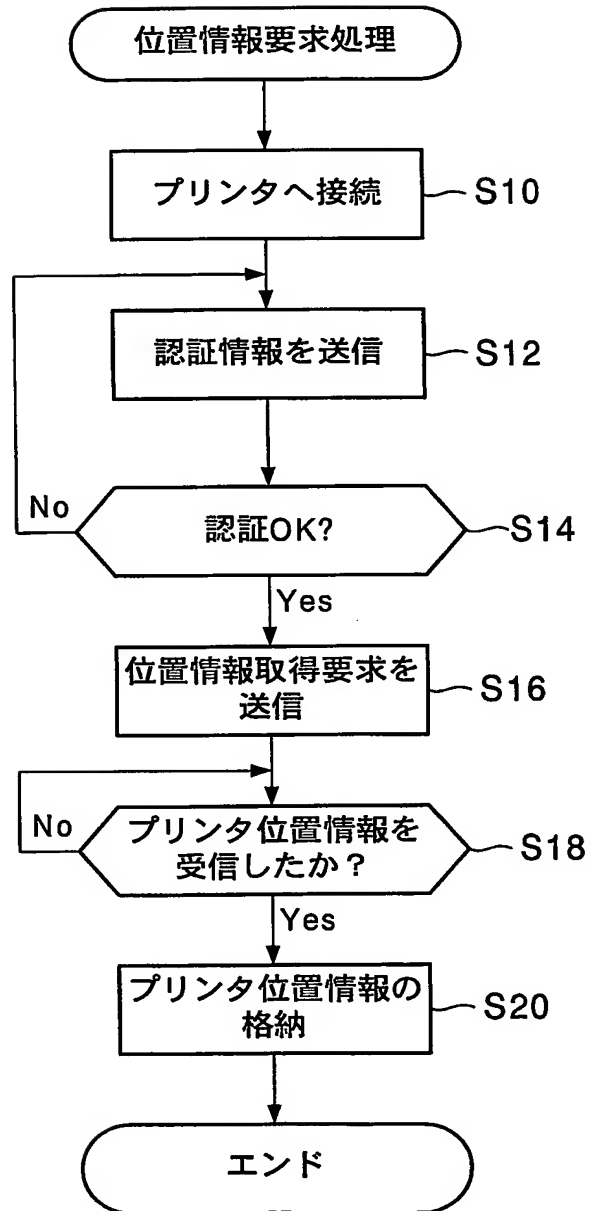 位置情報要求処理
プリンタへ接続
S10
認証情報を送信
S12
認証OK?
S14
No
Yes
位置情報取得要求を
送信
S16
プリンタ位置情報を
受信したか？
S18
No
Yes
プリンタ位置情報の
格納
S20
エンド